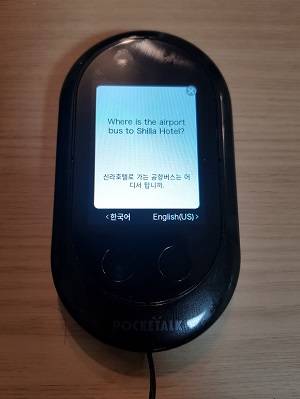 Where is the airport
bus to Shilla Hotel?
신라호텔로 가는 공항버스는 어
디서 탑니까.
<한국어 English(US)>
POCKETALK